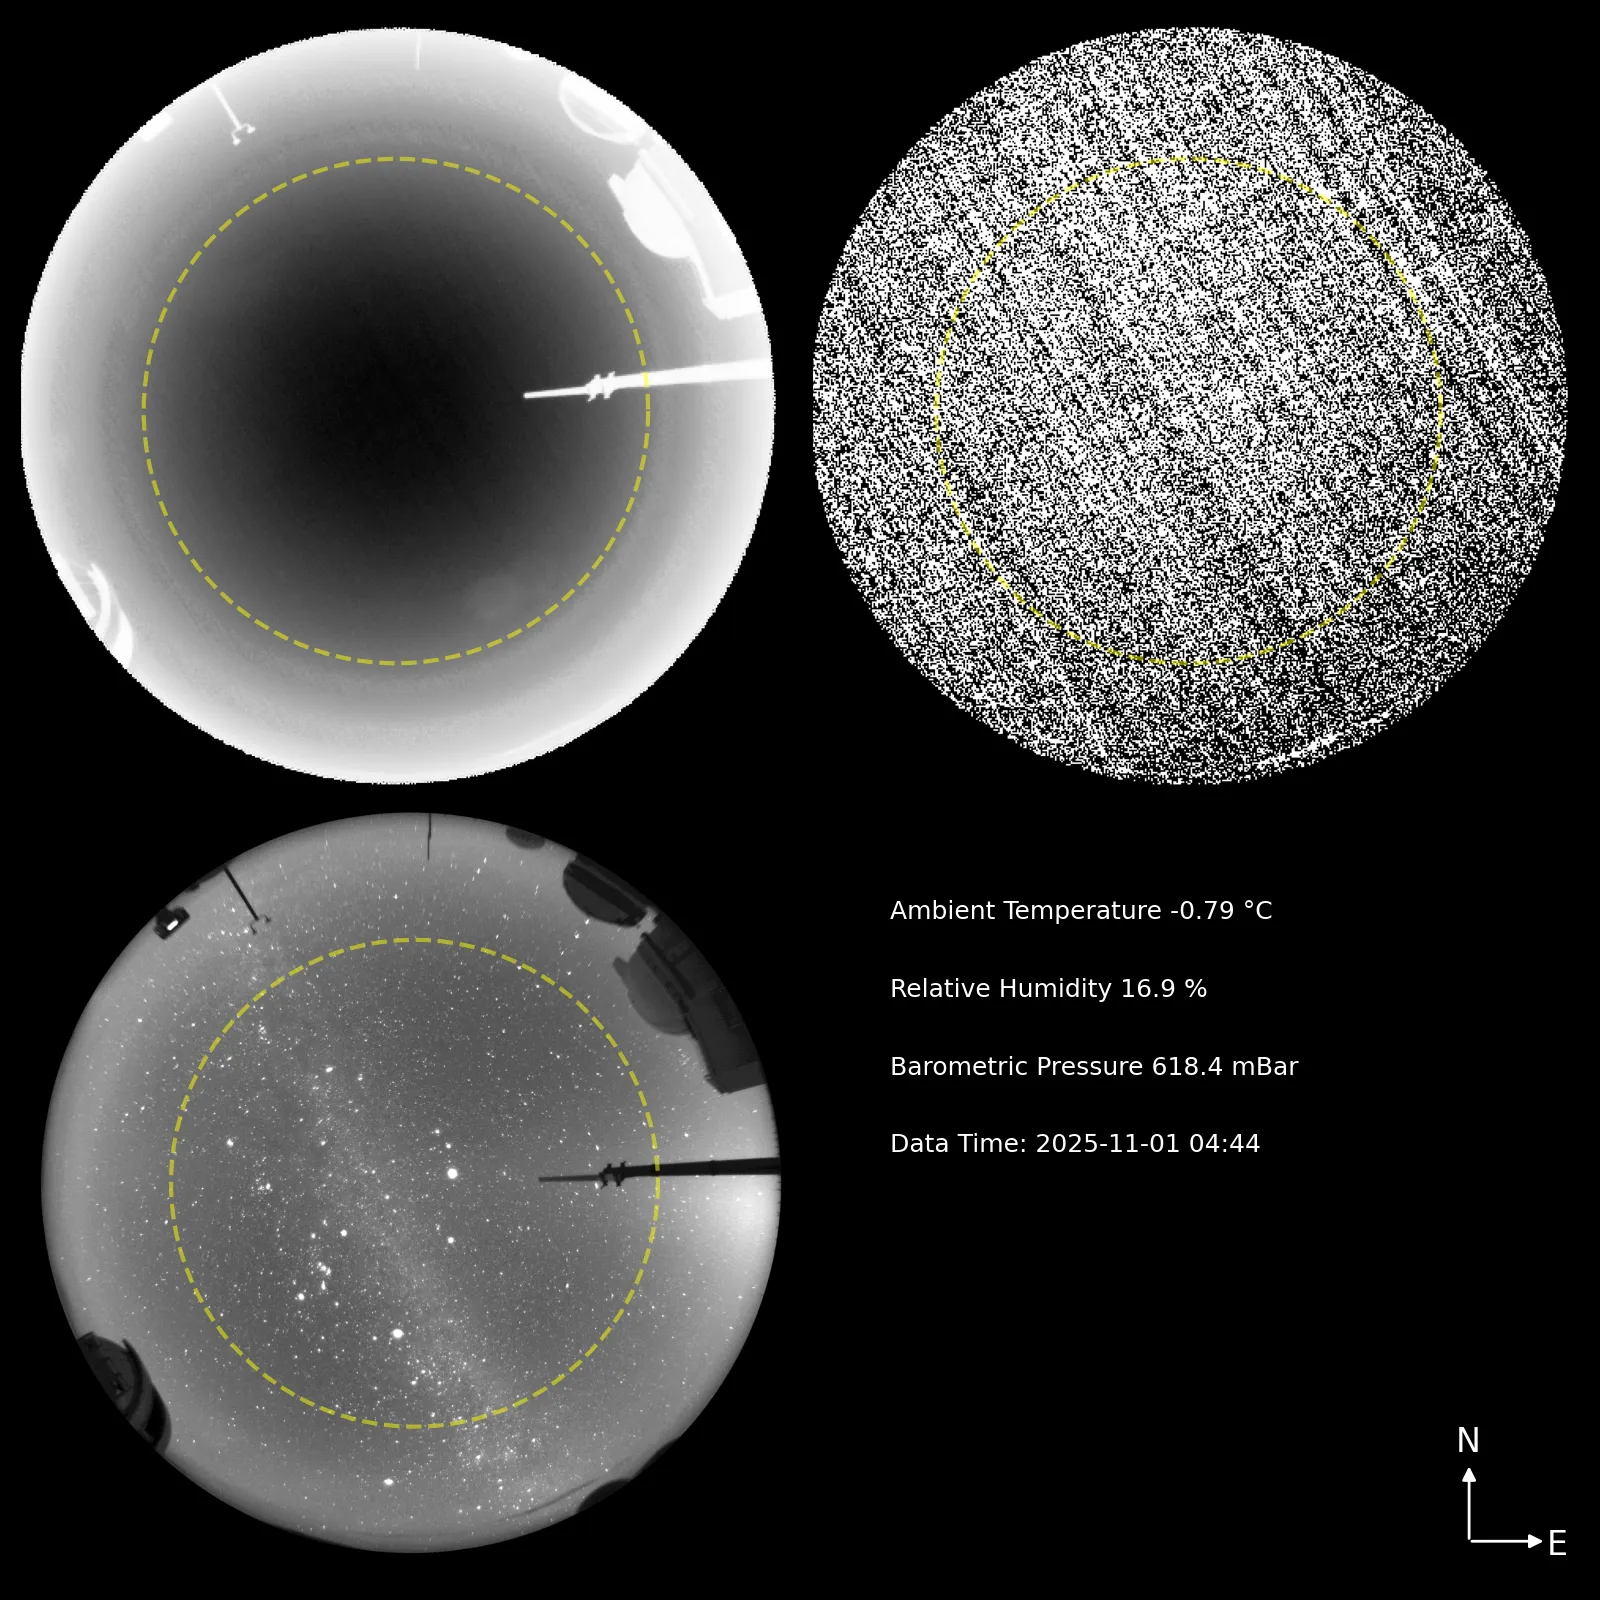 Ambient Temperature -0.79 °C
Relative Humidity 16.9 %
Barometric Pressure 618.4 mBar
Data Time: 2025-11-01 04:44
N
E